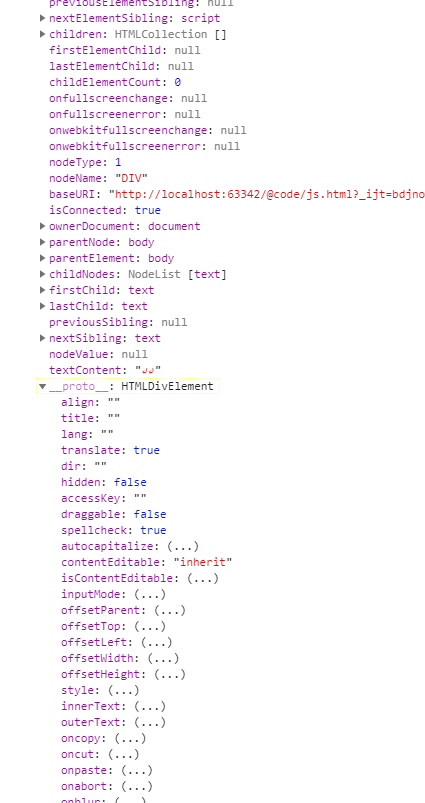 previousElementSibling: null
nextElementSibling: script
children: HTMLCollection []
firstElementChild: null
lastElementChild: null
childElementCount: 0
onfullscreenchange: null
onfullscreenerror: null
onwebkitfullscreenchange: null
onwebkitfullscreenerror: null
nodeType: 1
nodeName: "DIV"
baseURI: "http://localhost:63342/@code/js.html?_ijt=bdjno
isConnected: true
ownerDocument: document
parentNode: body
parentElement: body
childNodes: NodeList [text]
firstChild: text
lastChild: text
previousSibling: null
nextSibling: text
nodeValue: null
textContent: "↲↲"
__proto__: HTMLDivElement
align: ""
title: ""
lang: ""
translate: true
dir: ""
hidden: false
accessKey: ""
draggable: false
spellcheck: true
autocapitalize: (...)
contentEditable: "inherit"
isContentEditable: (...)
inputMode: (...)
offsetParent: (...)
offsetTop: (...)
offsetLeft: (...)
offsetWidth: (...)
offsetHeight: (...)
style: (...)
innerText: (...)
outerText: (...)
oncopy: (...)
oncut: (...)
onpaste: (...)
onabort: (...)
onblur: (...)